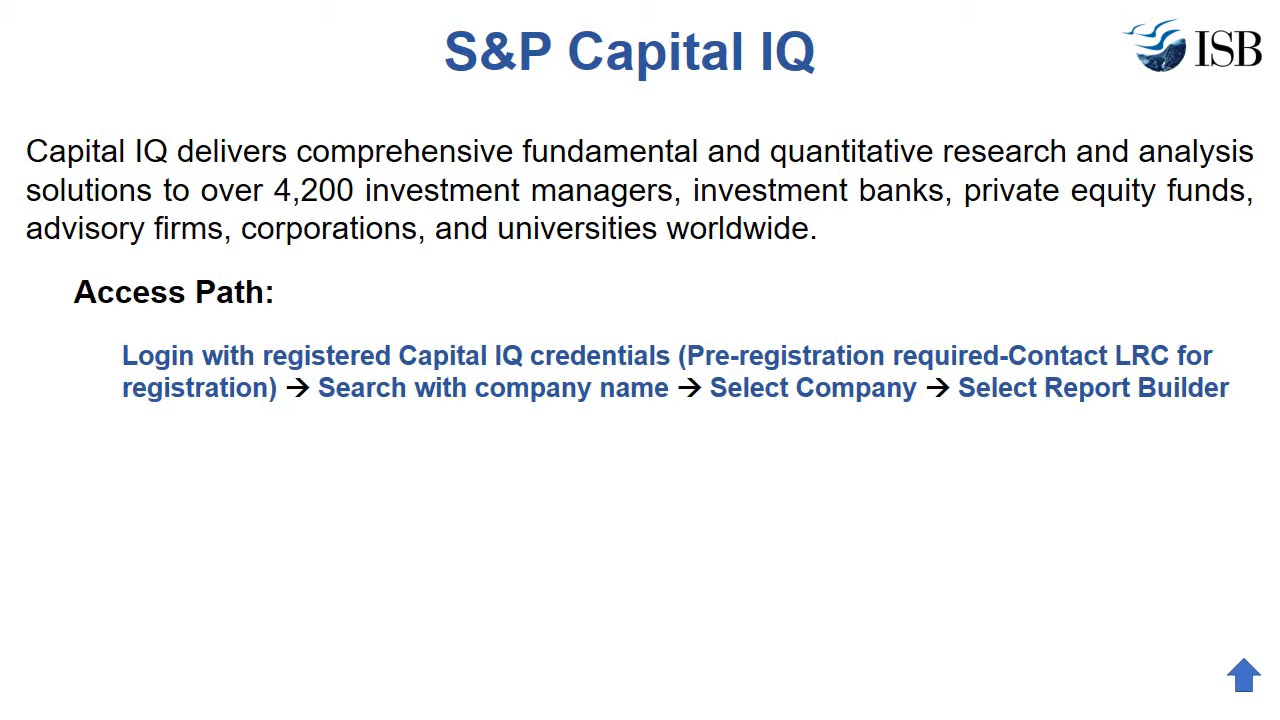 S&P Capital IQ
ISB
Capital IQ delivers comprehensive fundamental and quantitative research and analysis
solutions to over 4,200 investment managers, investment banks, private equity funds,
advisory firms, corporations, and universities worldwide.
Access Path:
Login with registered Capital IQ credentials (Pre-registration required-Contact LRC for
registration) → Search with company name → Select Company → Select Report Builder